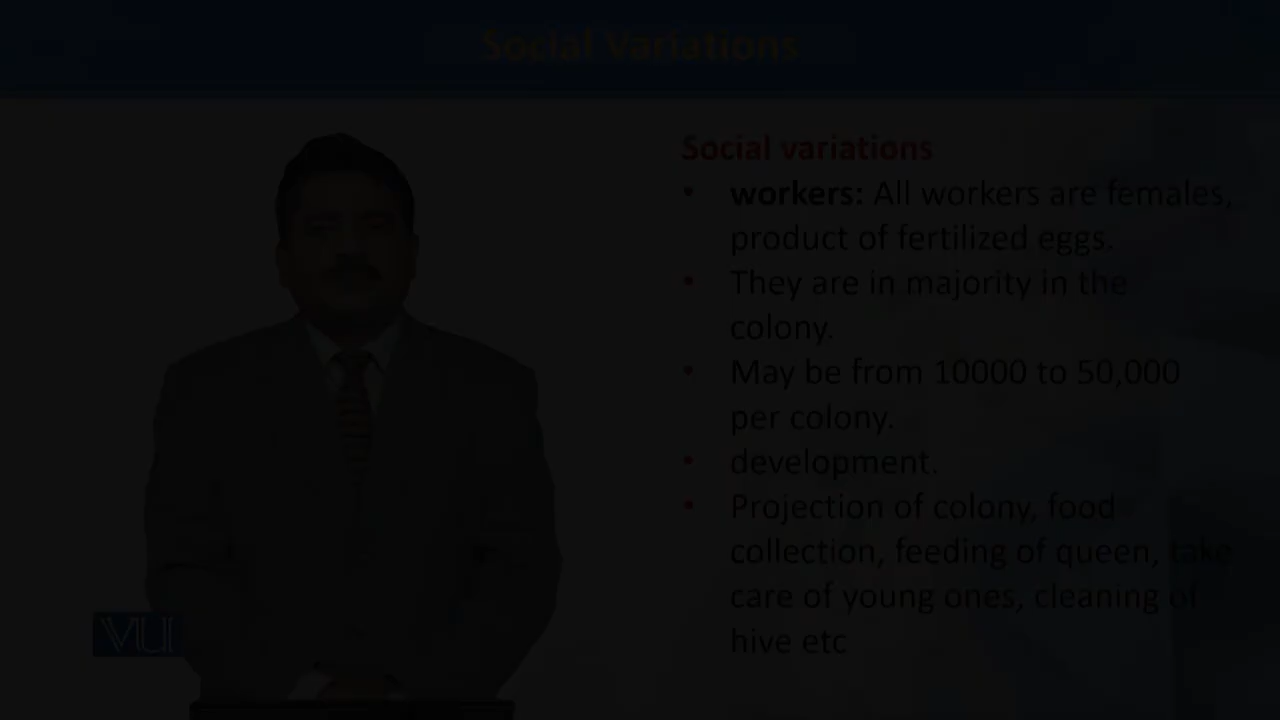 Social Variations
Social variations
• workers: All workers are females,
product of fertilized eggs.
• They are in majority in the
colony.
• May be from 10000 to 50,000
per colony.
• development.
• Projection of colony, food
collection, feeding of queen, take
care of young ones, cleaning of
hive etc
VU